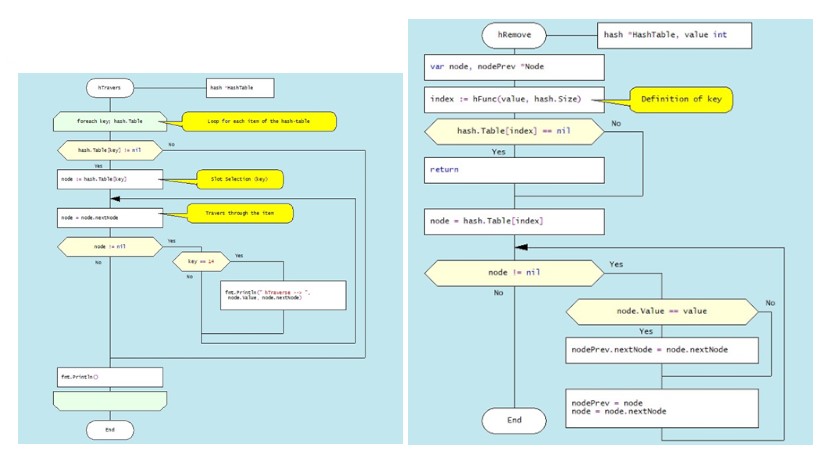 hTravers
hash *HashTable
foreach key; hash.Table
Loop for each item of the hash-table
hash.Table[key] != nil
No
Yes
node := hash.Table[key]
Slot Selection (key)
node = node.nextNode
Travers through the item
node != nil
Yes
No
key == 14
Yes
No
fmt.Println(" hTraverse --> ",
node.Value, node.nextNode)
fmt.Println()
End
hRemove
hash *HashTable, value int
var node, nodePrev *Node
index := hFunc(value, hash.Size)
Definition of key
hash.Table[index] == nil
No
Yes
return
node = hash.Table[index]
node != nil
Yes
No
node.Value == value
No
Yes
nodePrev.nextNode = node.nextNode
nodePrev = node
node = node.nextNode
End